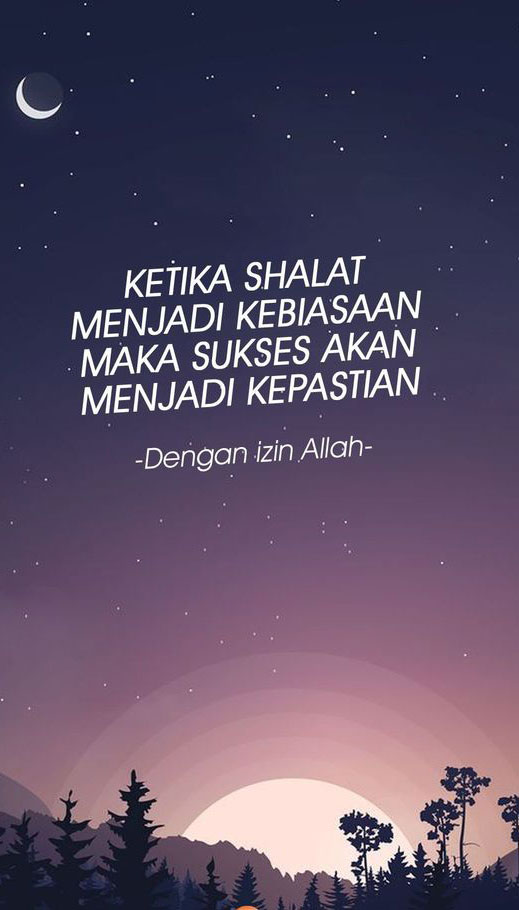 KETIKA SHALAT
MENJADI KEBIASAAN
MAKA SUKSES AKAN
MENJADI KEPASTIAN
-Dengan izin Allah-